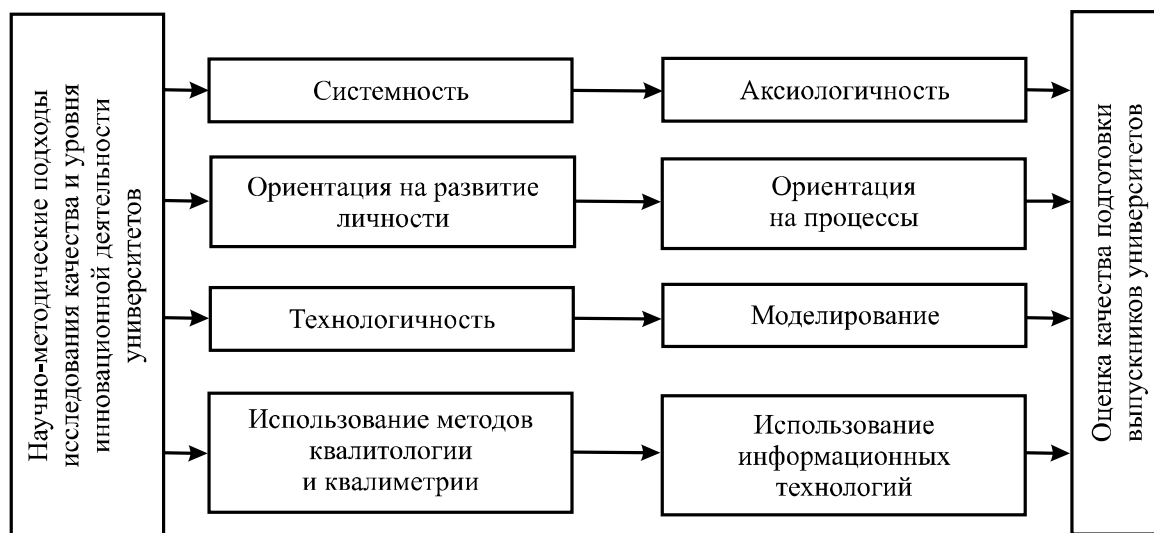 Научно-методические подходы
исследования качества и уровня
инновационной деятельности
университетов
Системность
Аксиологичность
Ориентация на развитие
личности
Ориентация
на процессы
Технологичность
Моделирование
Использование методов
квалитологии
и квалиметрии
Использование
информационных
технологий
Оценка качества подготовки
выпускников университетов